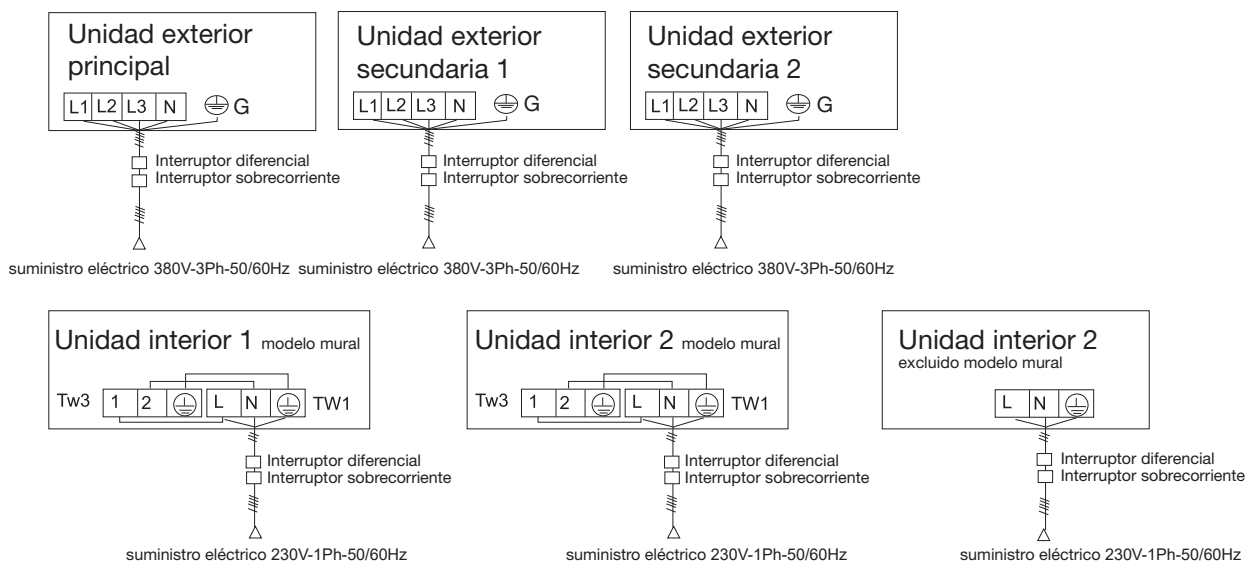 Unidad exterior principal
L1 L2 L3 N G
Interruptor diferencial
Interruptor sobrecorriente
suministro eléctrico 380V-3Ph-50/60Hz
Unidad exterior secundaria 1
L1 L2 L3 N G
Interruptor diferencial
Interruptor sobrecorriente
suministro eléctrico 380V-3Ph-50/60Hz
Unidad exterior secundaria 2
L1 L2 L3 N G
Interruptor diferencial
Interruptor sobrecorriente
suministro eléctrico 380V-3Ph-50/60Hz
Unidad interior 1 modelo mural
Tw3 1 2 L N TW1
Interruptor diferencial
Interruptor sobrecorriente
suministro eléctrico 230V-1Ph-50/60Hz
Unidad interior 2 modelo mural
Tw3 1 2 L N TW1
Interruptor diferencial
Interruptor sobrecorriente
suministro eléctrico 230V-1Ph-50/60Hz
Unidad interior 2
excluido modelo mural
L N
Interruptor diferencial
Interruptor sobrecorriente
suministro eléctrico 230V-1Ph-50/60Hz